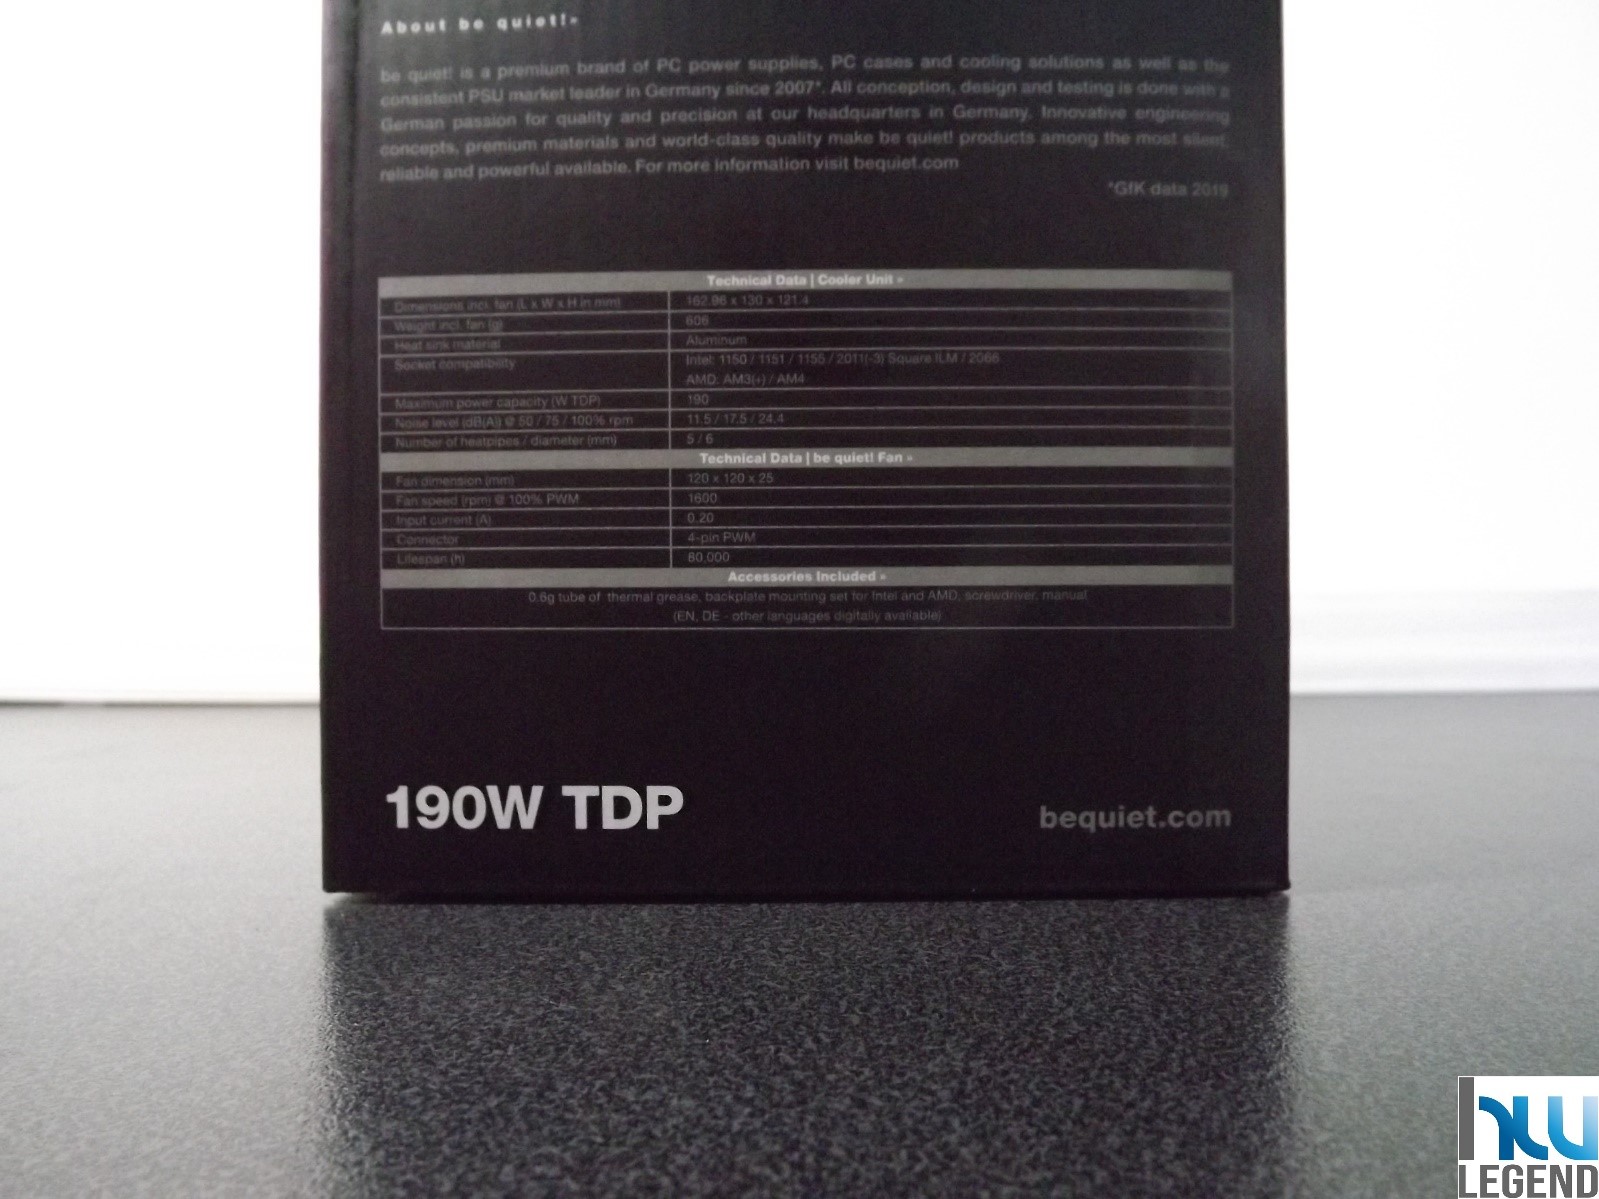 About be quiet!»
be quiet! is a premium brand of PC power supplies, PC cases and cooling solutions as well as the
consistent PSU market leader in Germany since 2007*. All conception, design and testing is done with a
German passion for quality and precision at our headquarters in Germany. Innovative engineering
concepts, premium materials and world-class quality make be quiet! products among the most silent,
reliable and powerful available. For more information visit bequiet.com
*GfK data 2019
Technical Data | Cooler Unit »
Dimensions incl. fan (L x W x H in mm) 162.96 x 130 x 121.4
Weight incl. fan (g) 606
Heat sink material Aluminum
Socket compatibility Intel: 1150 / 1151 / 1155 / 2011(-3) Square ILM / 2066
AMD: AM3(+) / AM4
Maximum power capacity (W TDP) 190
Noise level (dB(A)) @ 50 / 75 / 100% rpm 11.5 / 17.5 / 24.4
Number of heatpipes / diameter (mm) 5 / 6
Technical Data | be quiet! Fan »
Fan dimension (mm) 120 x 120 x 25
Fan speed (rpm) @ 100% PWM 1600
Input current (A) 0.20
Connector 4-pin PWM
Lifespan (h) 80.000
Accessories Included »
0.6g tube of thermal grease, backplate mounting set for Intel and AMD, screwdriver, manual
(EN, DE - other languages digitally available)
190W TDP
bequiet.com
HW
LEGEND